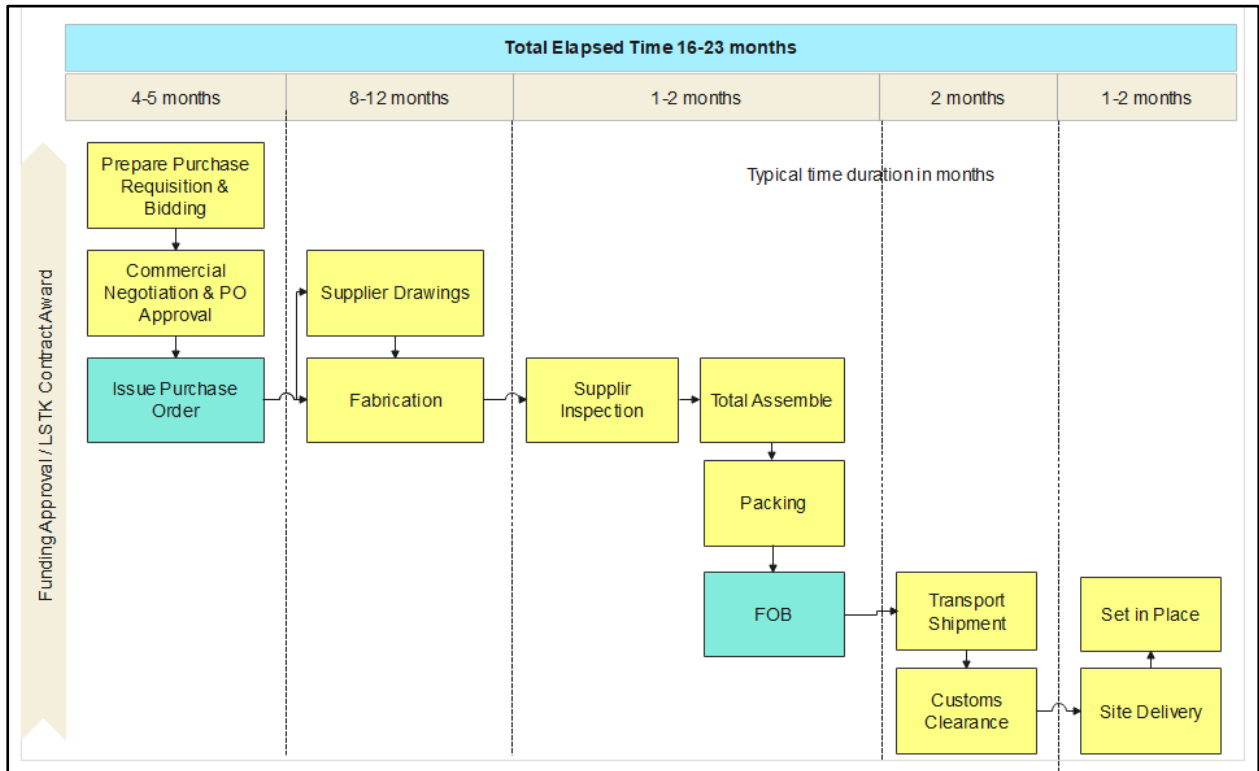 Total Elapsed Time 16-23 months
4-5 months
8-12 months
1-2 months
2 months
1-2 months
Funding Approval / LSTK Contract Award
Typical time duration in months
Prepare Purchase
Requisition &
Bidding
Commercial
Negotiation & PO
Approval
Issue Purchase
Order
Supplier Drawings
Fabrication
Supplir
Inspection
Total Assemble
Packing
FOB
Transport
Shipment
Customs
Clearance
Site Delivery
Set in Place